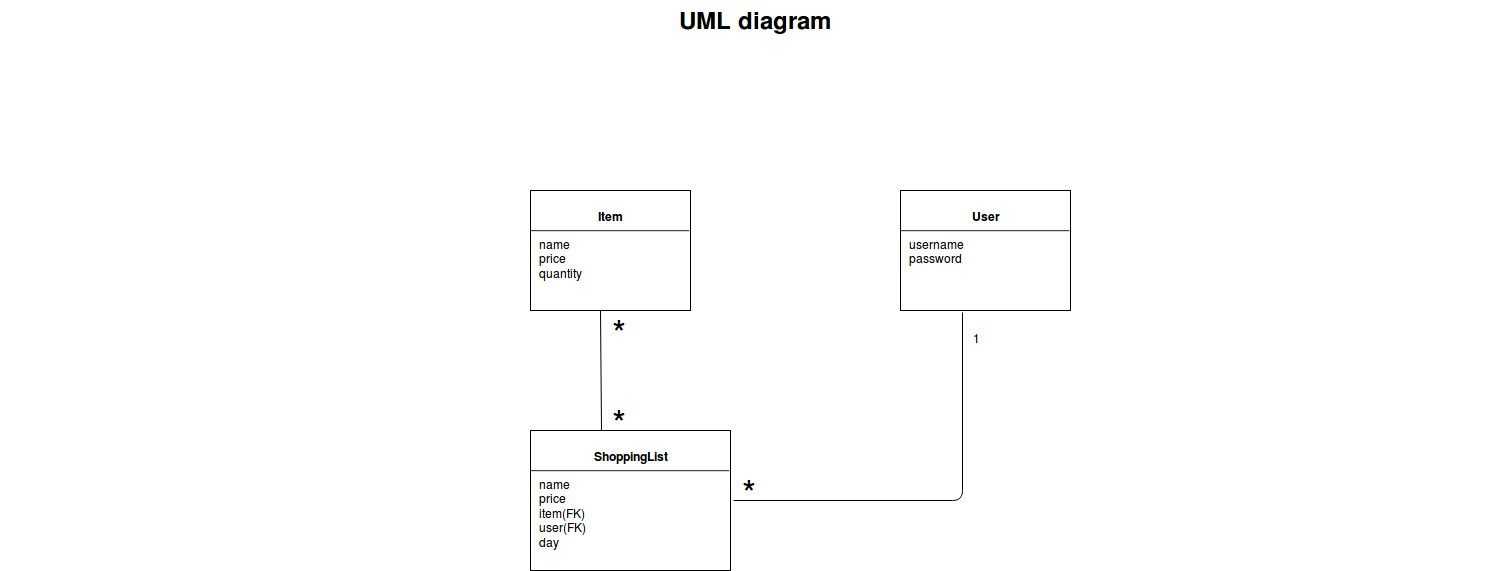 UML diagram
Item
name
price
quantity
*
*
User
username
password
1
ShoppingList
name
price
item(FK)
user(FK)
day
*